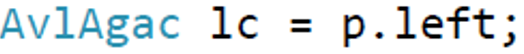 AvlAgac lc = p.left;